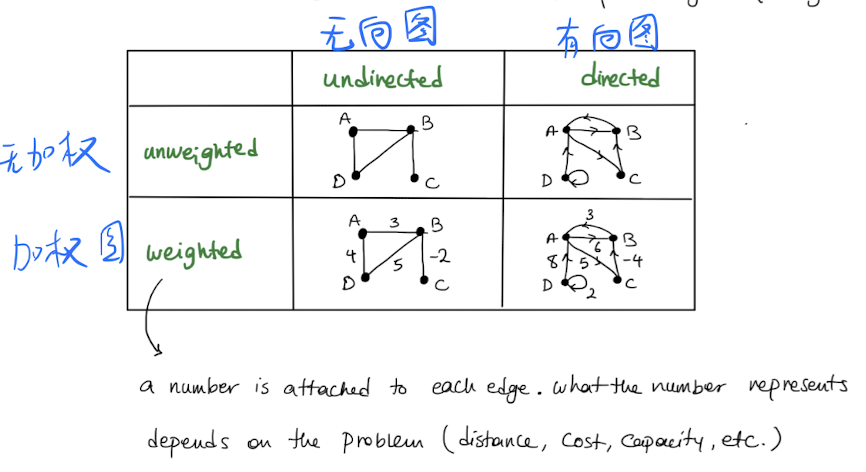 无向图 有向图
undirected directed
无加权 unweighted
A B
D C
A B
D C
加权图 weighted
A 3 B
4 5 -2
D C
3
A B
6
8 5 -4
D C
2
a number is attached to each edge. what the number represents
depends on the problem (distance, cost, capacity, etc.)